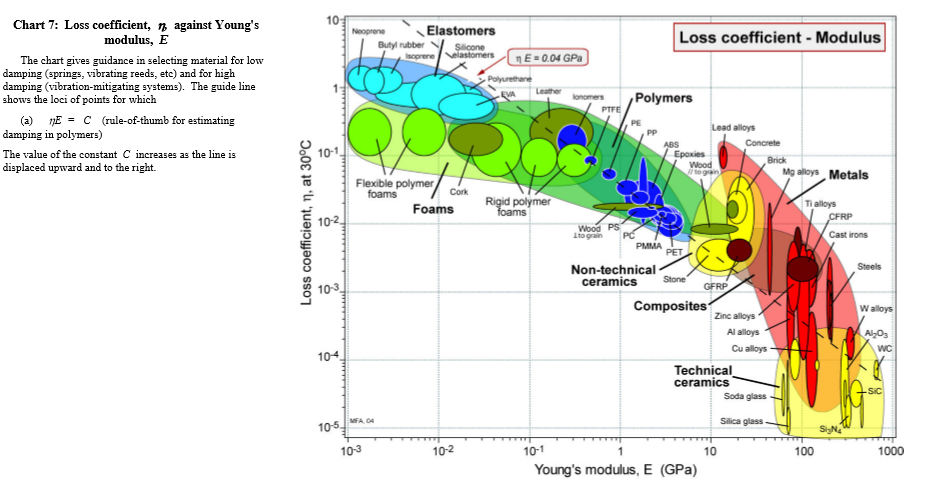 Chart 7: Loss coefficient, η, against Young's
modulus, E
The chart gives guidance in selecting material for low
damping (springs, vibrating reeds, etc) and for high
damping (vibration-mitigating systems). The guide line
shows the loci of points for which
(a) ηE = C (rule-of-thumb for estimating
damping in polymers)
The value of the constant C increases as the line is
displaced upward and to the right.
Loss coefficient - Modulus
Loss coefficient, η, at 30°C
10
1
10-1
10-2
10-3
10-4
10-5
Neoprene
Butyl rubber
Isoprene
Elastomers
Silicone
elastomers
η E = 0.04 GPa
Polyurethane
EVA
Leather
Ionomers
PTFE
Polymers
PE
PP
ABS
Epoxies
Wood
// to grain
Lead alloys
Concrete
Brick
Mg alloys
Metals
Ti alloys
CFRP
Cast irons
Steels
W alloys
Al2O3
WC
SiC
Si3N4
Flexible polymer
foams
Foams
Cork
Rigid polymer
foams
Wood
⊥to grain
PS
PC
PMMA
PET
Non-technical
ceramics
Stone
GFRP
Composites
Zinc alloys
Al alloys
Cu alloys
Technical
ceramics
Soda glass
Silica glass
MFA, 04
10-3
10-2
10-1
1
10
100
1000
Young's modulus, E (GPa)